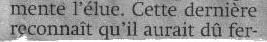 mente l'élue. Cette dernière
reconnaît qu'il aurait dû fer-